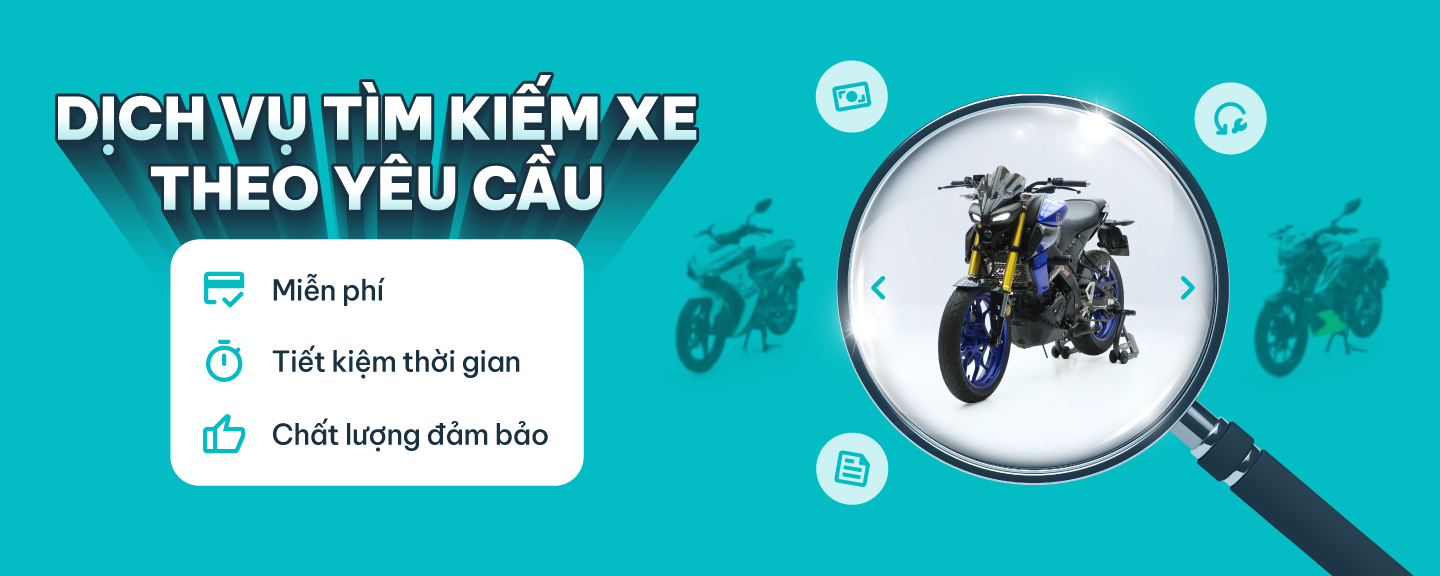 DỊCH VỤ TÌM KIẾM XE
THEO YÊU CẦU
Miễn phí
Tiết kiệm thời gian
Chất lượng đảm bảo